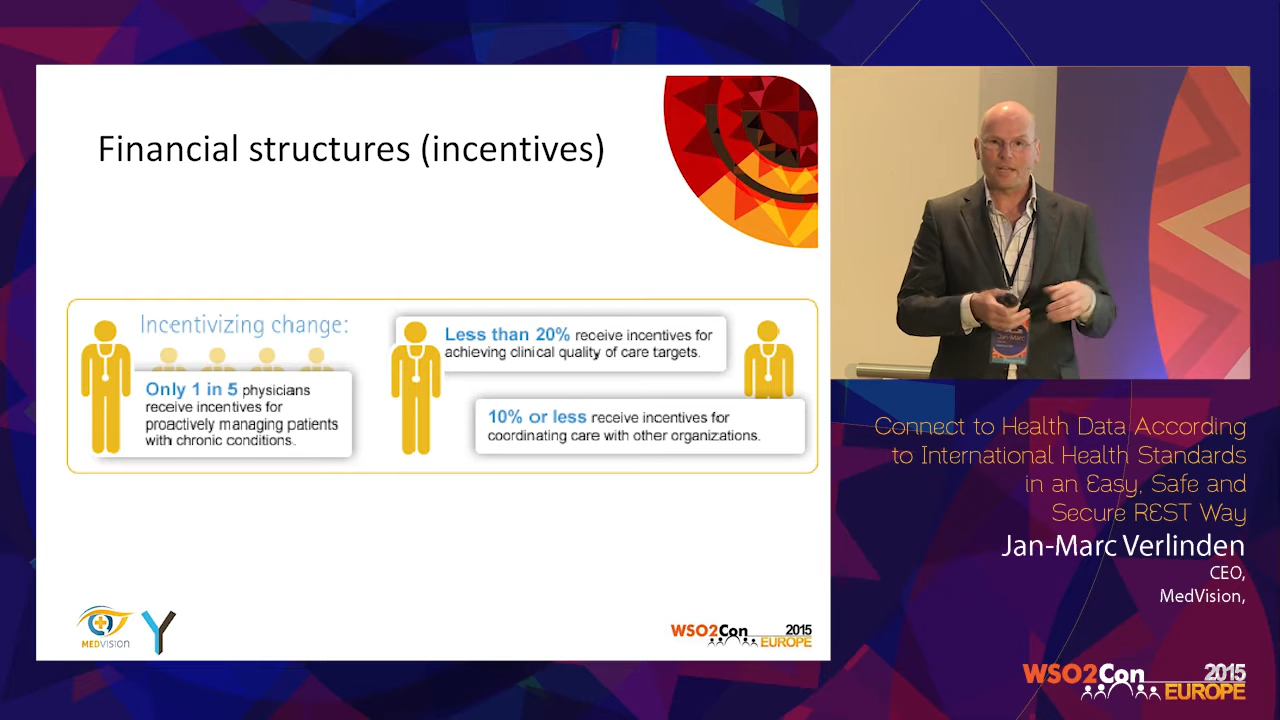 Financial structures (incentives)
Incentivizing change:
Only 1 in 5 physicians
receive incentives for
proactively managing patients
with chronic conditions.
Less than 20% receive incentives for
achieving clinical quality of care targets.
10% or less receive incentives for
coordinating care with other organizations.
MEDVISION
WSO2Con 2015
EUROPE
Jan-Marc
Connect to Health Data According
to International Health Standards
in an Easy, Safe and
Secure REST Way
Jan-Marc Verlinden
CEO,
MedVision,
WSO2Con 2015
EUROPE